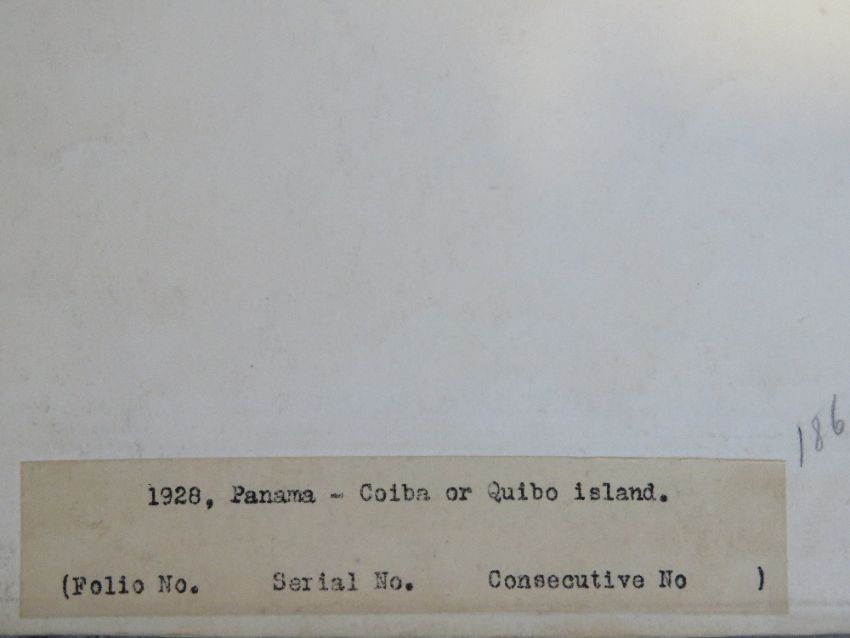 186
1928, Panama - Coiba or Quibo island.
(Folio No. Serial No. Consecutive No )